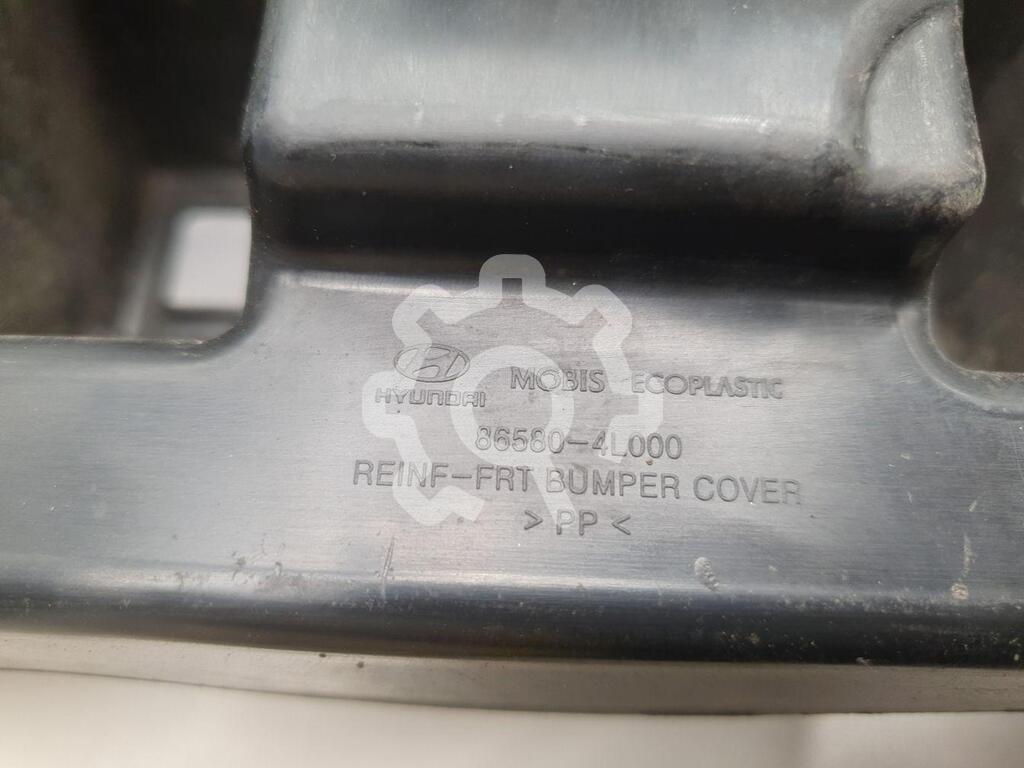 HYUNDAI MOBIS ECOPLASTIC
86580-4L000
REINF-FRT BUMPER COVER
>PP<